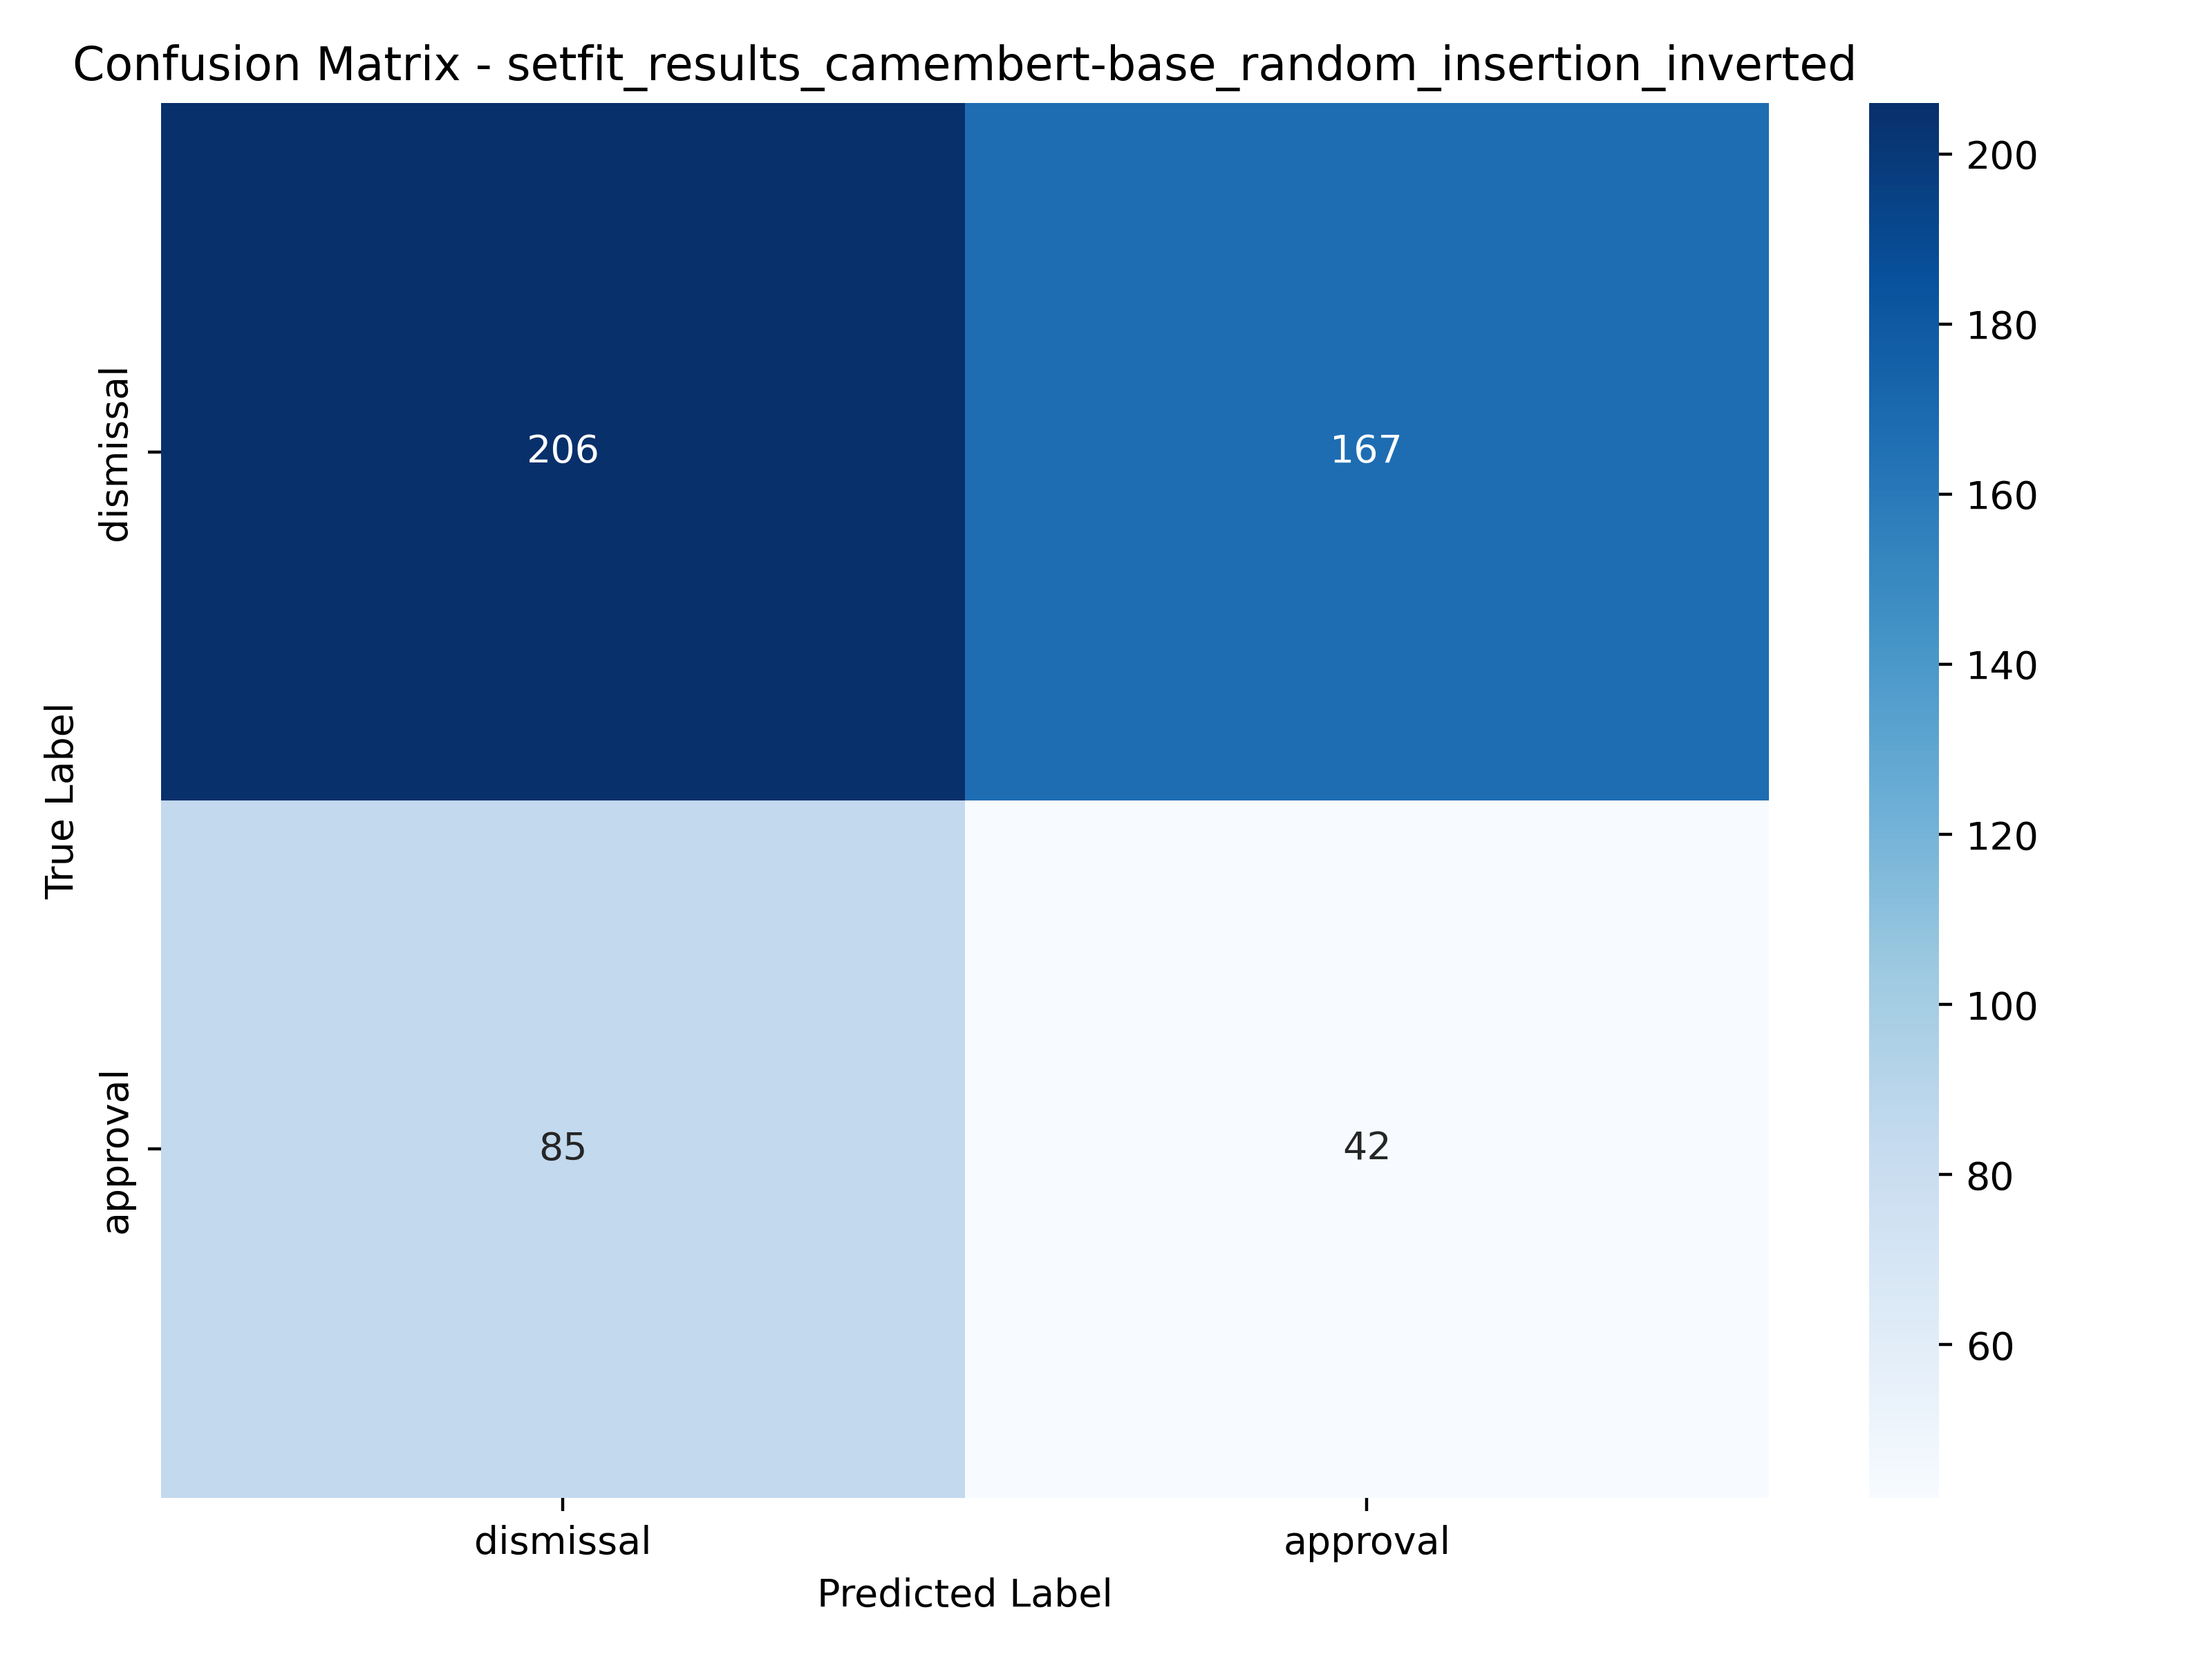 Confusion Matrix - setfit_results_camembert-base_random_insertion_inverted
True Label
dismissal
approval
206
167
85
42
dismissal
approval
Predicted Label
200
180
160
140
120
100
80
60